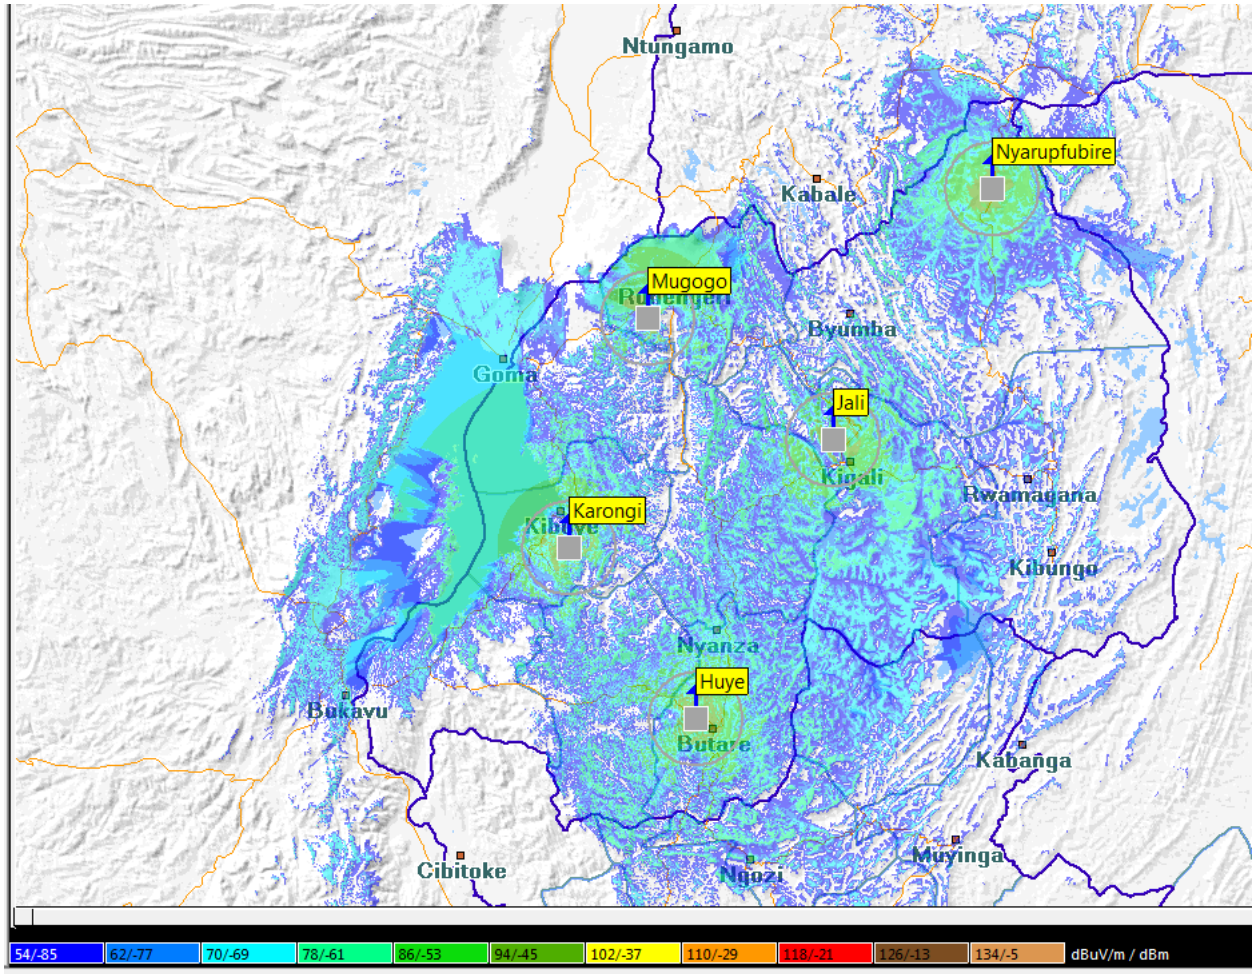 Ntungamo
Nyarupfubire
Kabale
Mugogo
Byumba
Goma
Jali
Kigali
Rwamagana
Karongi
Kibuye
Kibungo
Nyanza
Huye
Bukavu
Butare
Kabanga
Muyinga
Cibitoke
Ngozi
54/-85 62/-77 70/-69 78/-61 86/-53 94/-45 102/-37 110/-29 118/-21 126/-13 134/-5 dBuV/m / dBm